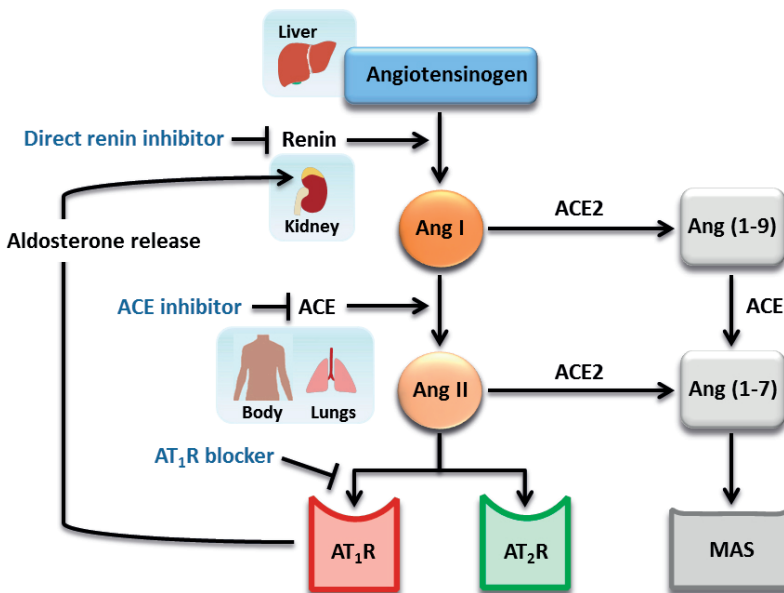 Liver
Angiotensinogen
Direct renin inhibitor
Renin
Kidney
Aldosterone release
Ang I
ACE2
Ang (1-9)
ACE inhibitor
ACE
ACE
Body
Lungs
Ang II
ACE2
Ang (1-7)
AT₁R blocker
AT₁R
AT₂R
MAS